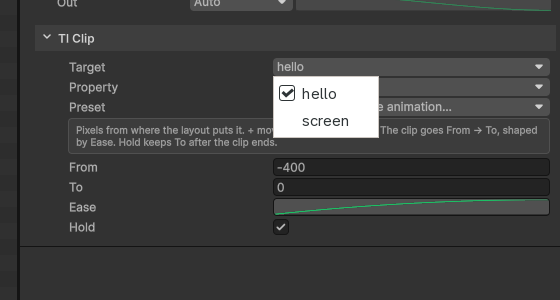 Out Auto
TI Clip
Target hello
Property
hello
Preset e animation...
screen
Pixels from where the layout puts it. + mov The clip goes From → To, shaped
by Ease. Hold keeps To after the clip ends.
From -400
To 0
Ease
Hold